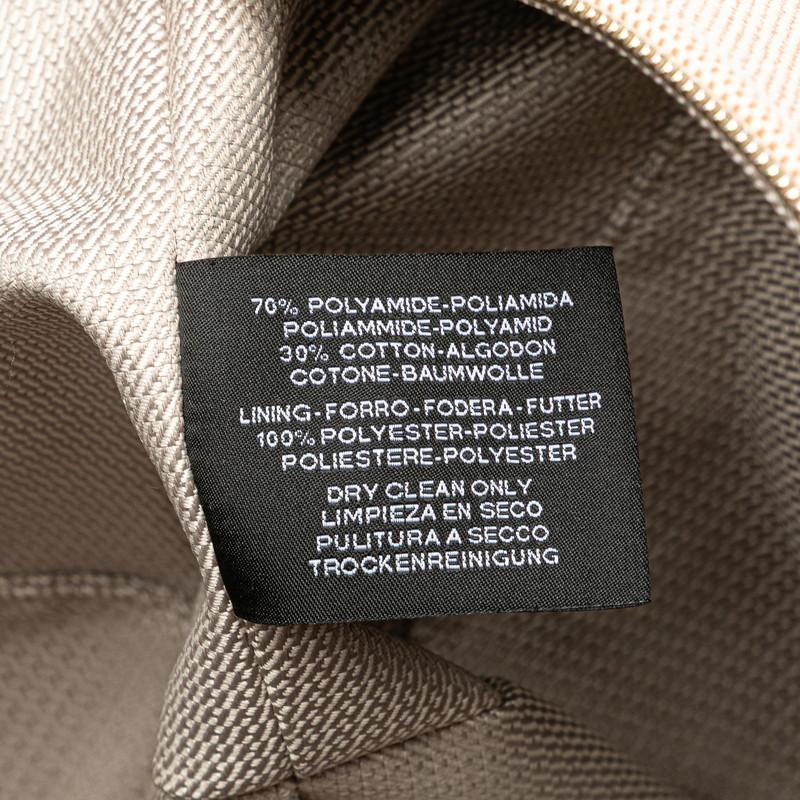 70% POLYAMIDE-POLIAMIDA
POLIAMMIDE-POLYAMID
30% COTTON-ALGODON
COTONE-BAUMWOLLE
LINING-FORRO-FODERA-FUTTER
100% POLYESTER-POLIESTER
POLIESTERE-POLYESTER
DRY CLEAN ONLY
LIMPIEZA EN SECO
PULITURA A SECCO
TROCKENREINIGUNG